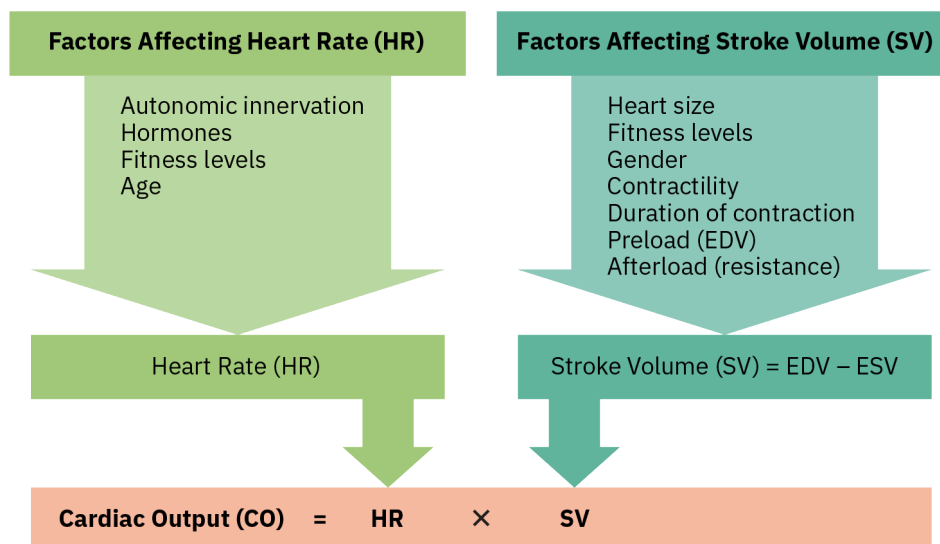 Factors Affecting Heart Rate (HR)
Autonomic innervation
Hormones
Fitness levels
Age
Heart Rate (HR)
Factors Affecting Stroke Volume (SV)
Heart size
Fitness levels
Gender
Contractility
Duration of contraction
Preload (EDV)
Afterload (resistance)
Stroke Volume (SV) = EDV – ESV
Cardiac Output (CO) = HR × SV